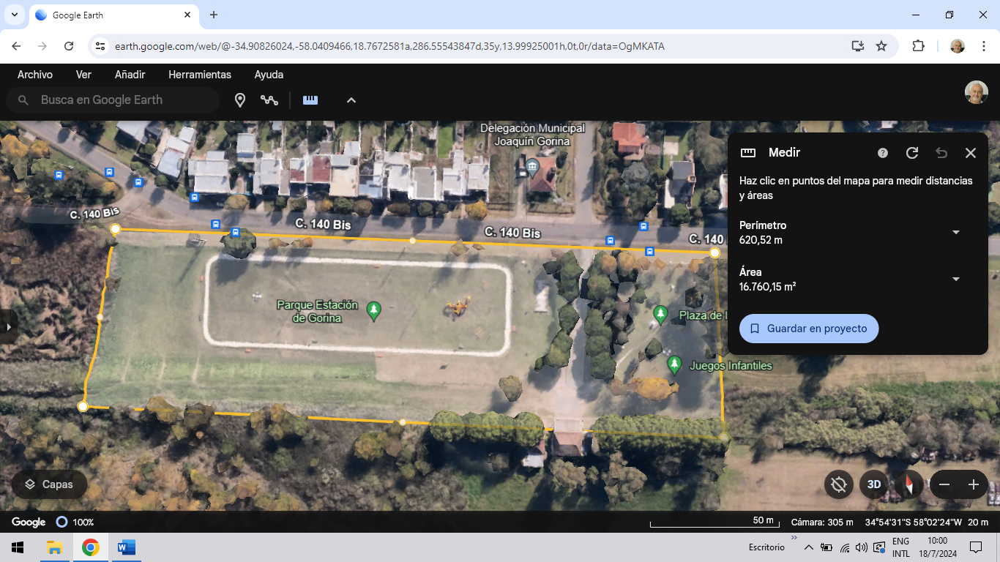 Google Earth
earth.google.com/web/@-34.90826024,-58.0409466,18.7672581a,286.55543847d,35y,13.99925001h,0t,0r/data=OgMKATA
Archivo Ver Añadir Herramientas Ayuda
Busca en Google Earth
Delegación Municipal
Joaquín Gorina
C. 140 Bis
C. 140 Bis
C. 140 Bis
C. 140
Parque Estación
de Gorina
Plaza de
Juegos Infantiles
Medir
Haz clic en puntos del mapa para medir distancias
y áreas
Perímetro
620,52 m
Área
16.760,15 m²
Guardar en proyecto
Capas
3D
Google 100%
50 m
Cámara: 305 m 34°54'31"S 58°02'24"W 20 m
Escritorio
ENG
INTL
10:00
18/7/2024